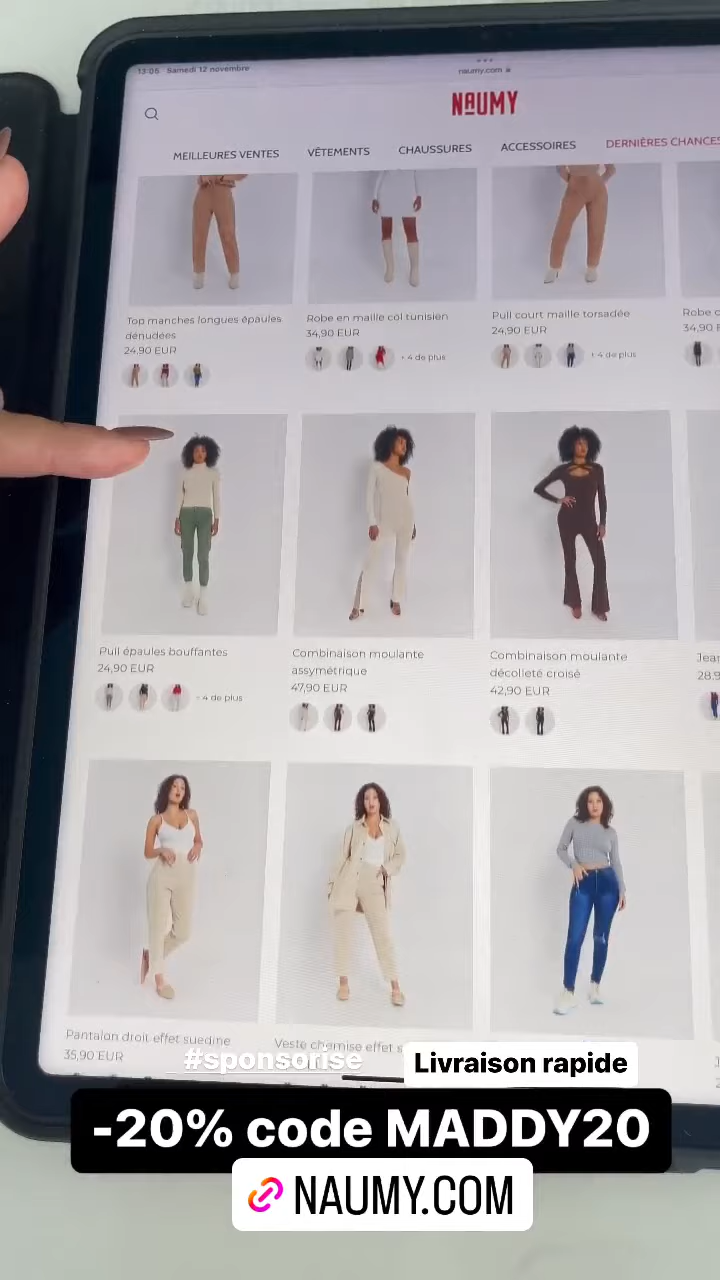 13:05 Samedi 12 novembre
naumy.com
NAUMY
MEILLEURES VENTES VÊTEMENTS CHAUSSURES ACCESSOIRES DERNIÈRES CHANCES
Top manches longues épaules
dénudées
24,90 EUR
Robe en maille col tunisien
34,90 EUR
+ 4 de plus
Pull court maille torsadée
24,90 EUR
+ 4 de plus
Robe c
34,90
Pull épaules bouffantes
24,90 EUR
+ 4 de plus
Combinaison moulante
assymétrique
47,90 EUR
Combinaison moulante
décolleté croisé
42,90 EUR
Jean
28,9
Pantalon droit effet suedine
35,90 EUR
Veste chemise effet s
#sponsorise
Livraison rapide
-20% code MADDY20
NAUMY.COM